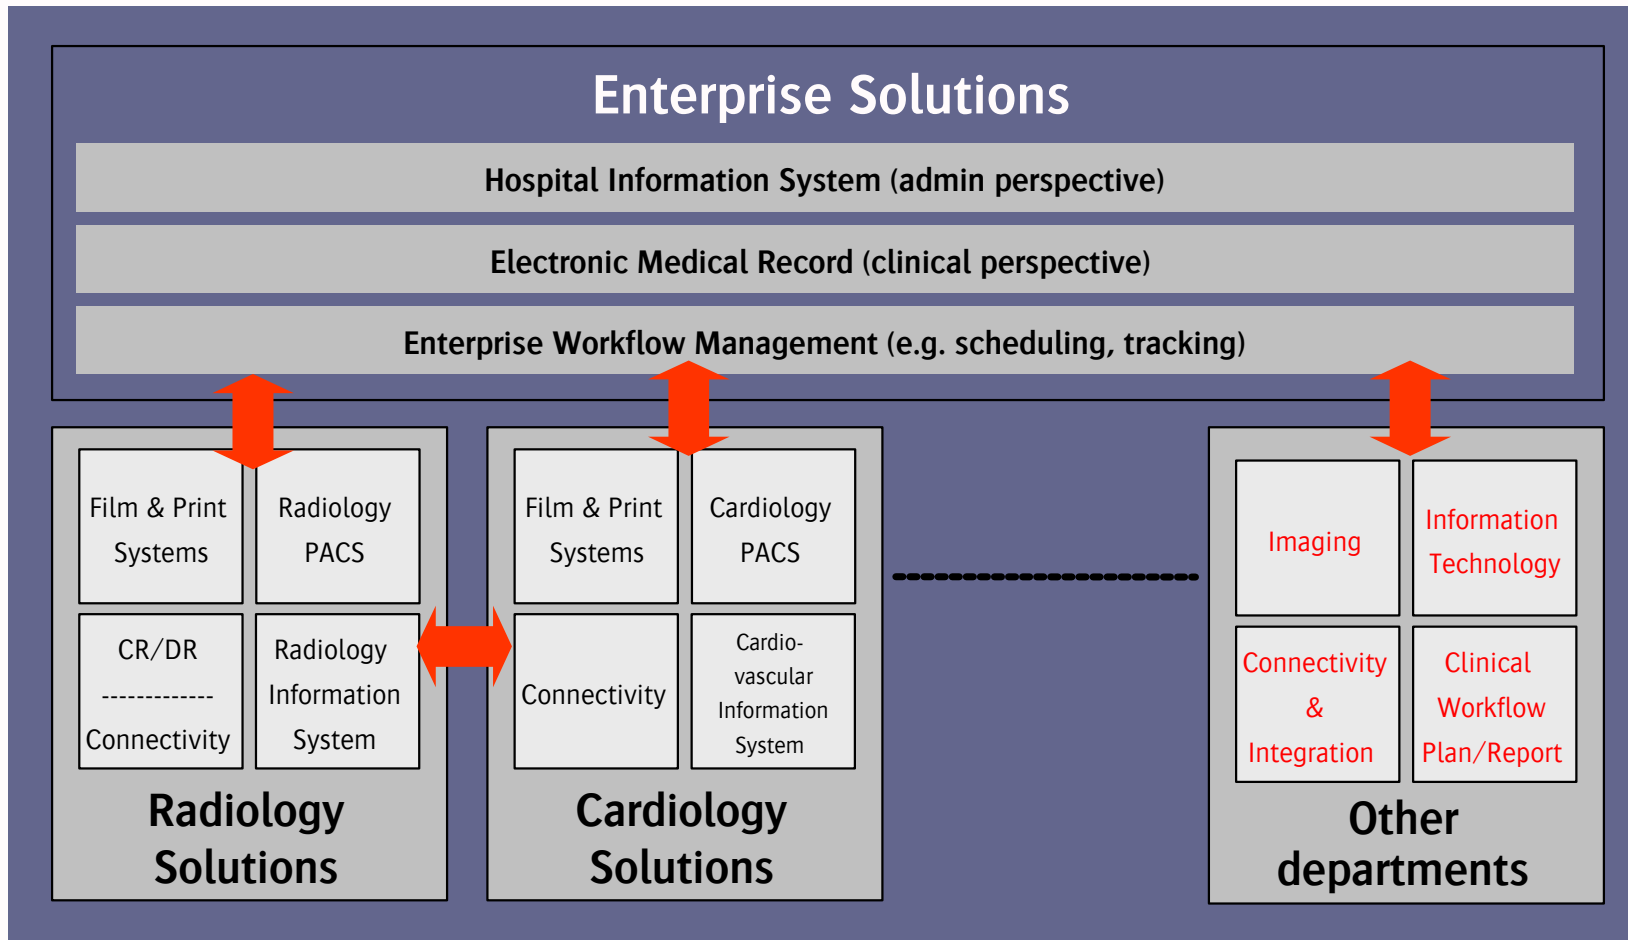 Enterprise Solutions
Hospital Information System (admin perspective)
Electronic Medical Record (clinical perspective)
Enterprise Workflow Management (e.g. scheduling, tracking)
Film & Print
Systems
Radiology
PACS
CR/DR
-------------
Connectivity
Radiology
Information
System
Radiology
Solutions
Film & Print
Systems
Cardiology
PACS
Connectivity
Cardio-
vascular
Information
System
Cardiology
Solutions
Imaging
Information
Technology
Connectivity
&
Integration
Clinical
Workflow
Plan/Report
Other
departments